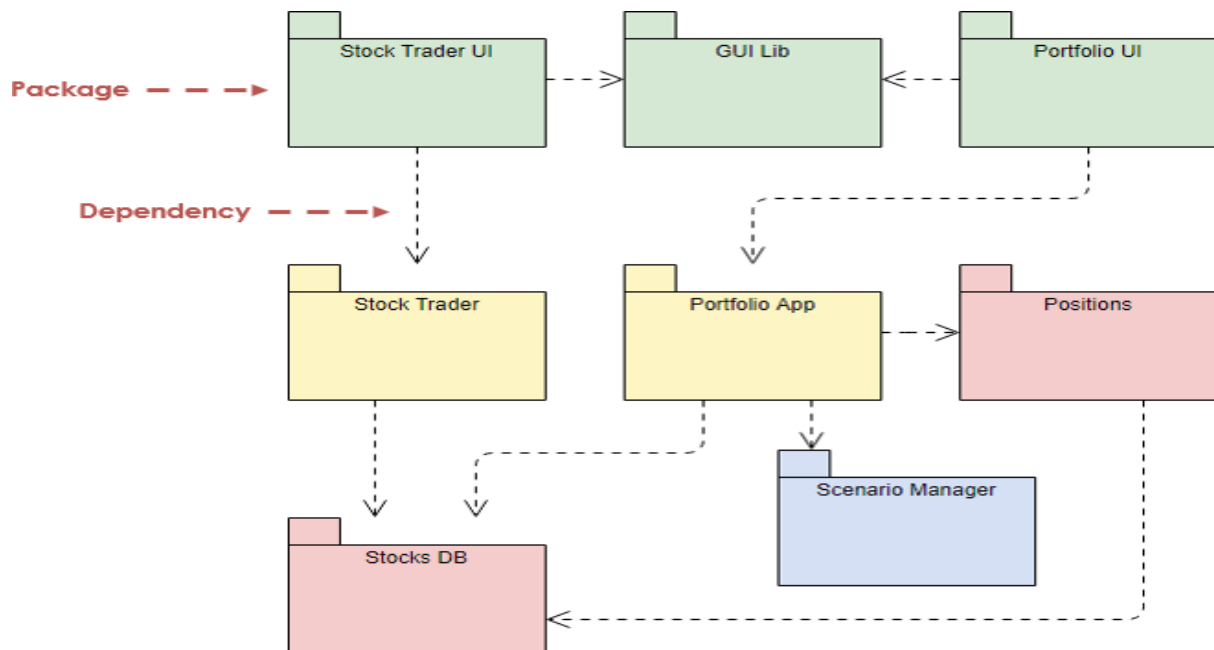 Stock Trader UI
GUI Lib
Portfolio UI
Package
Dependency
Stock Trader
Portfolio App
Positions
Scenario Manager
Stocks DB